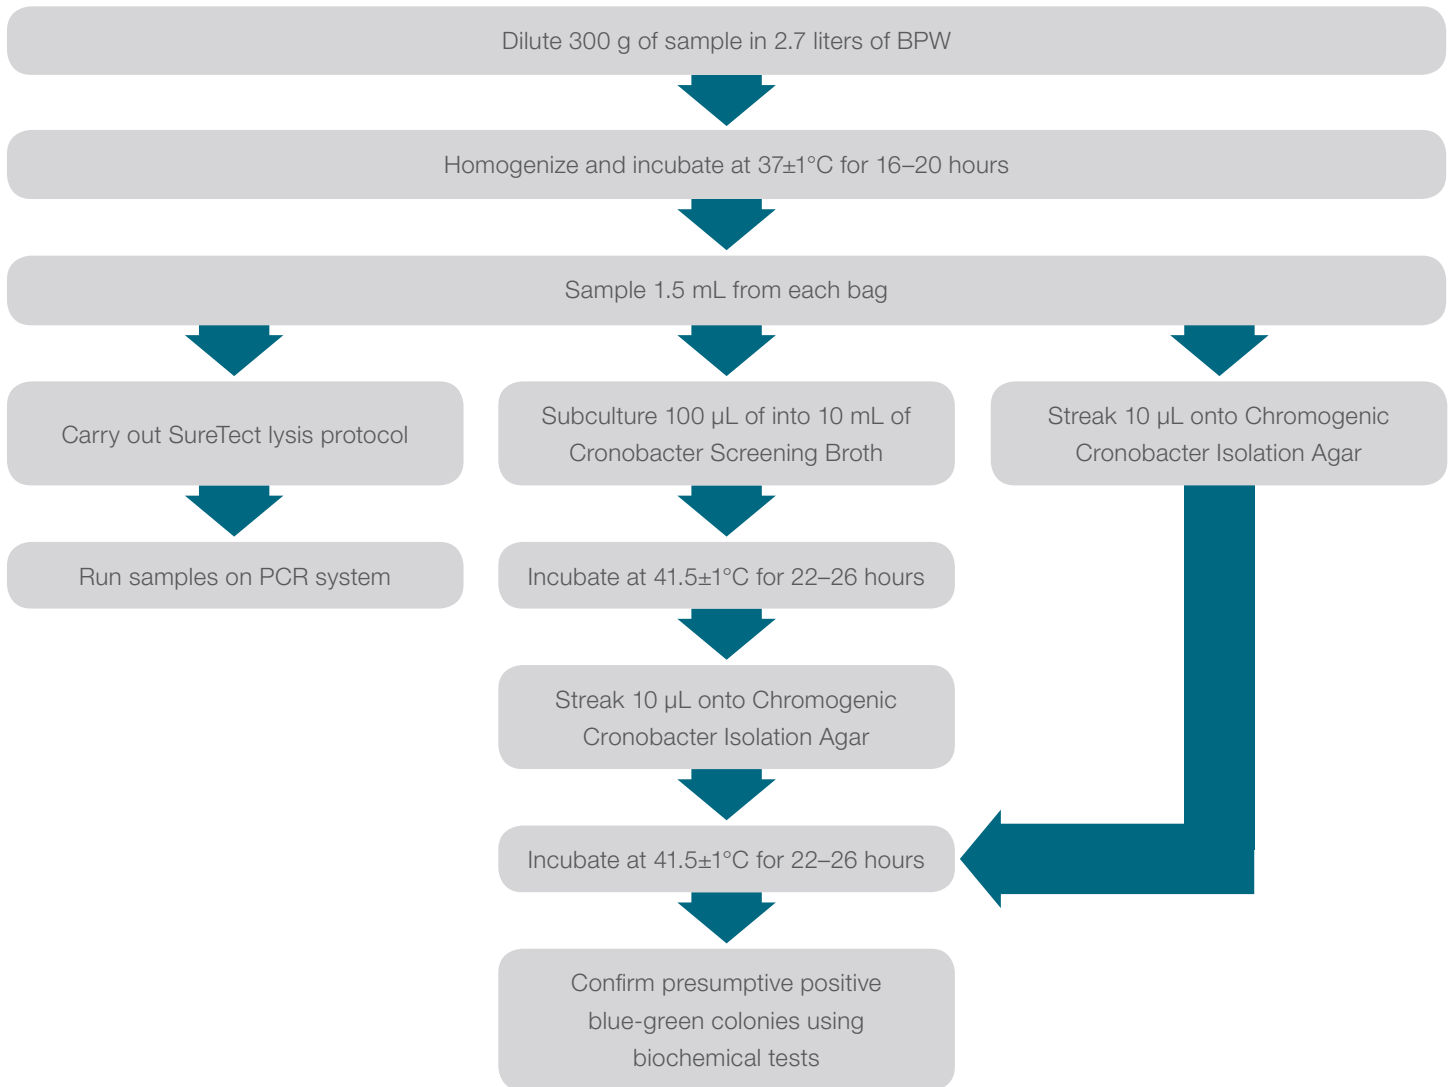 Dilute 300 g of sample in 2.7 liters of BPW
Homogenize and incubate at 37±1°C for 16–20 hours
Sample 1.5 mL from each bag
Carry out SureTect lysis protocol
Run samples on PCR system
Subculture 100 µL of into 10 mL of
Cronobacter Screening Broth
Incubate at 41.5±1°C for 22–26 hours
Streak 10 µL onto Chromogenic
Cronobacter Isolation Agar
Streak 10 µL onto Chromogenic
Cronobacter Isolation Agar
Incubate at 41.5±1°C for 22–26 hours
Confirm presumptive positive
blue-green colonies using
biochemical tests